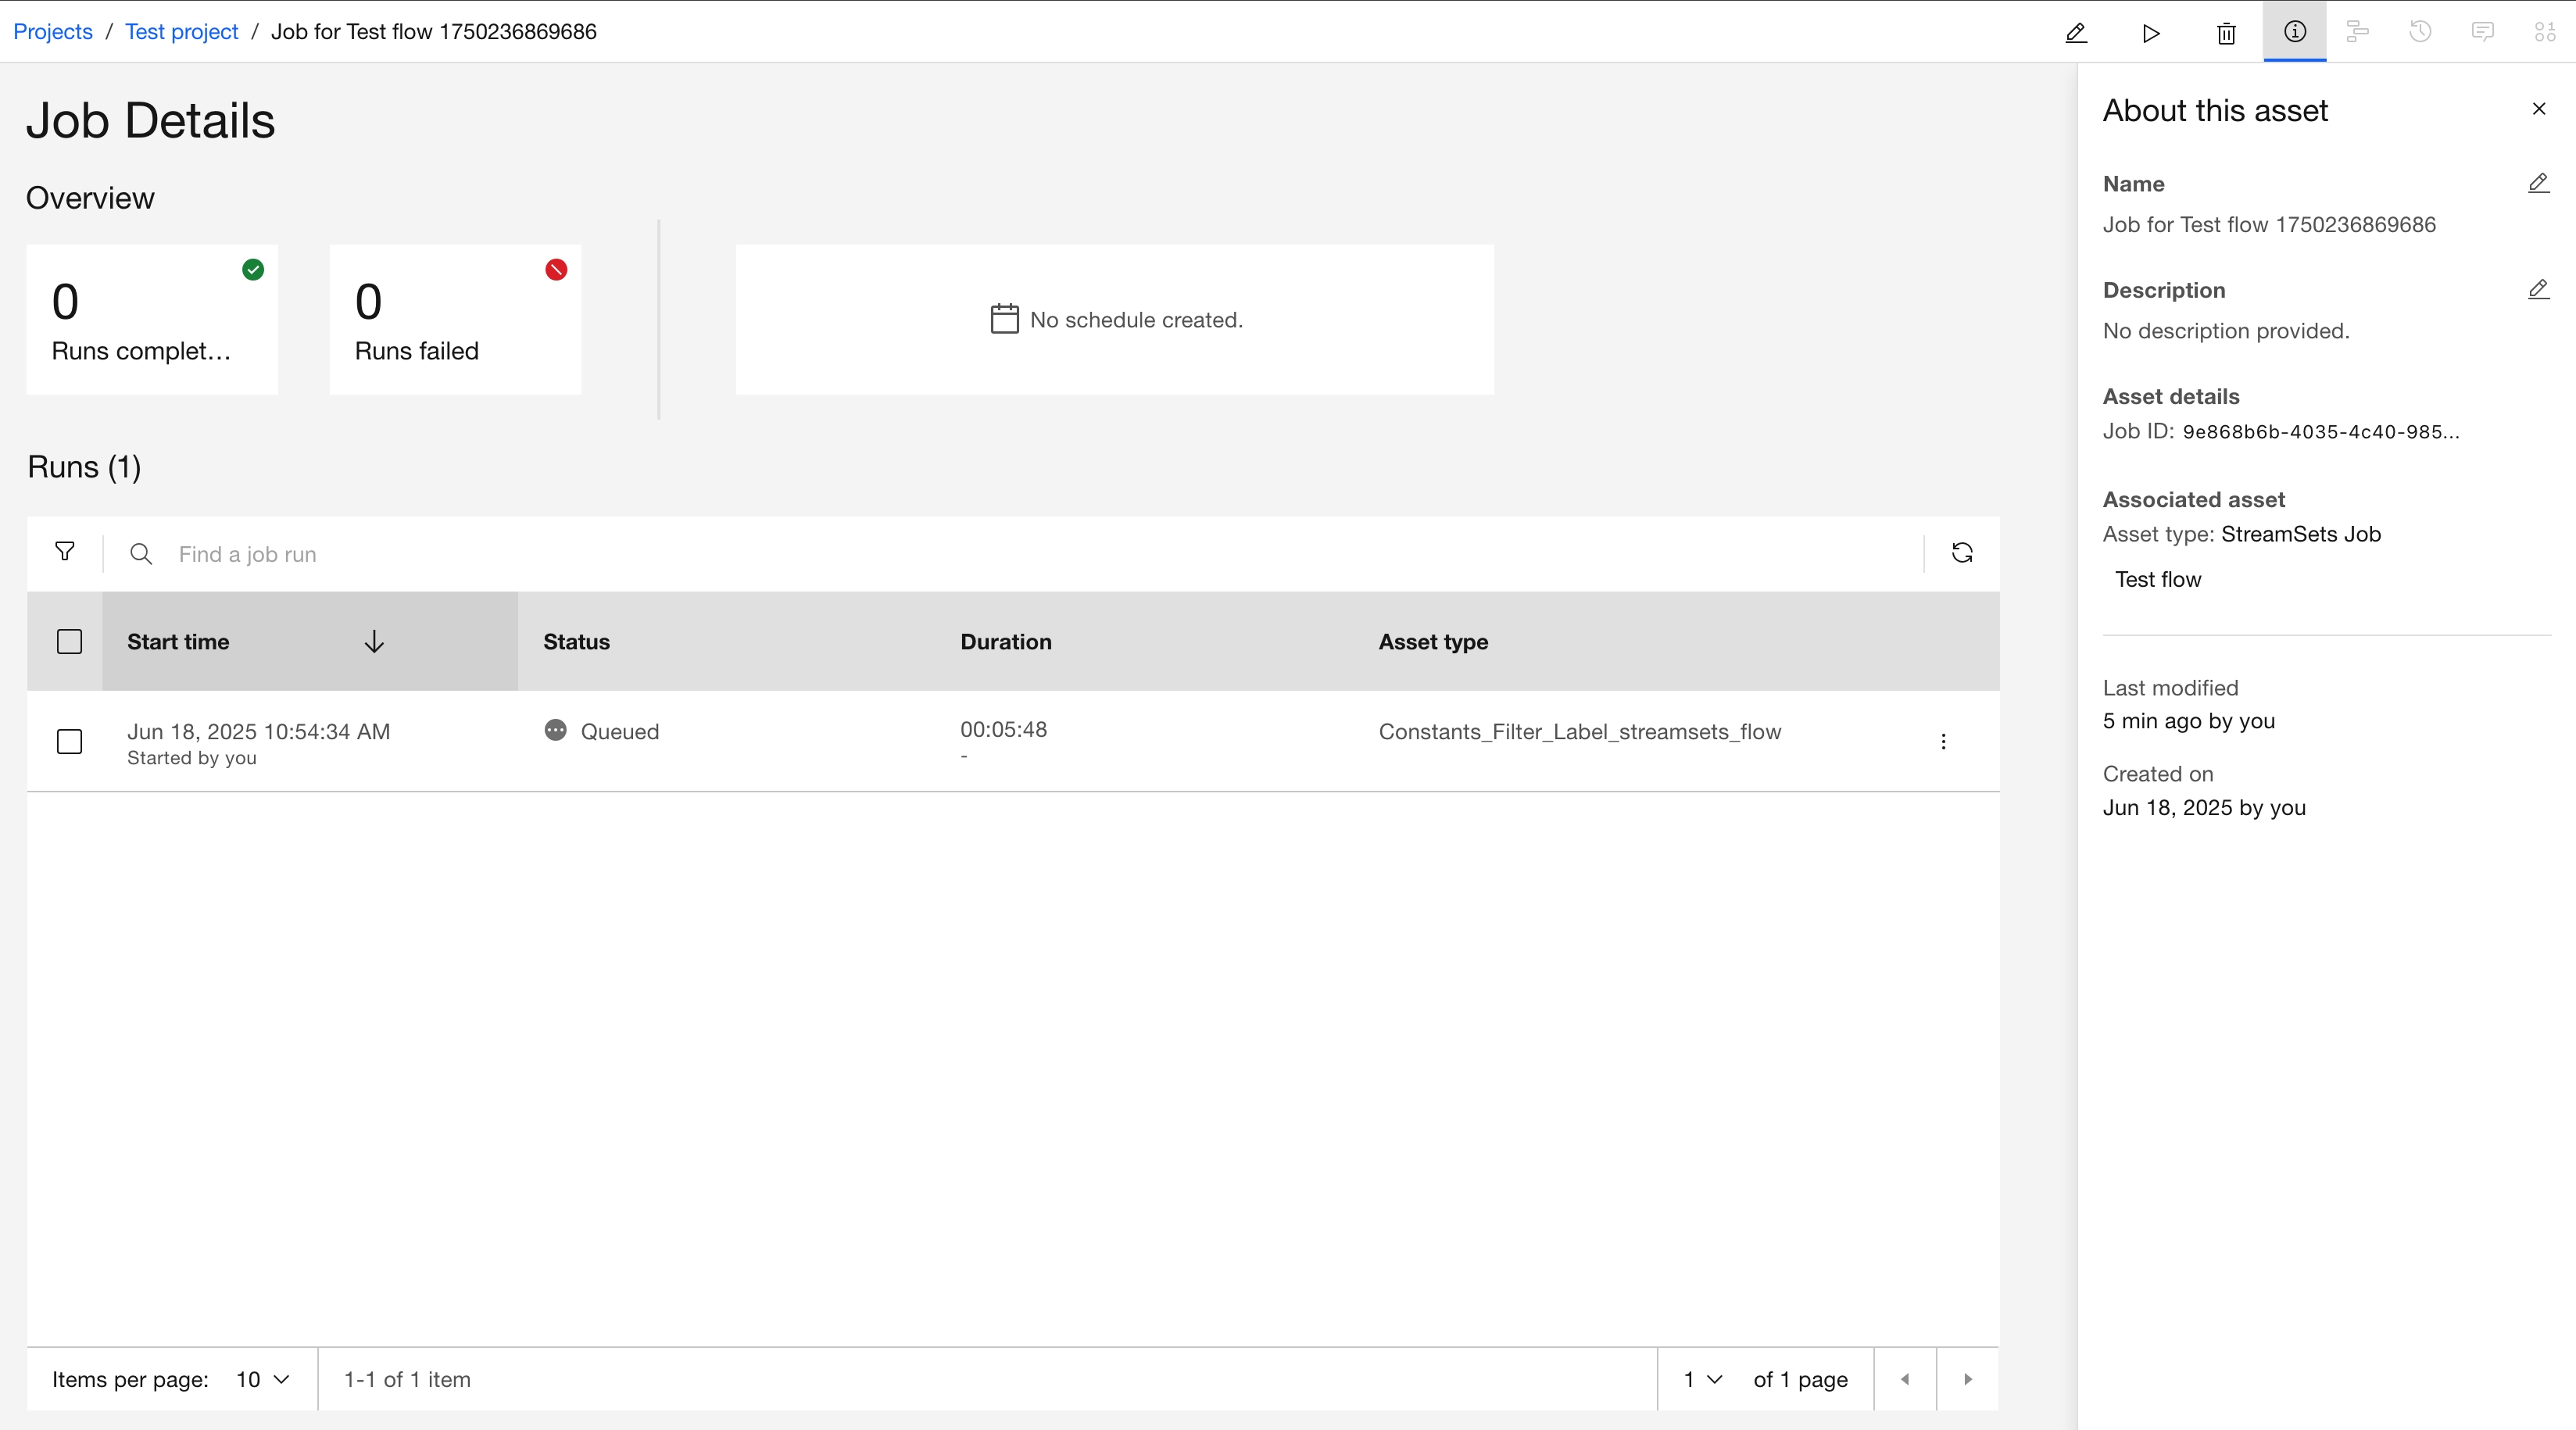 Projects / Test project / Job for Test flow 1750236869686
Job Details
Overview
0
Runs complet...
0
Runs failed
No schedule created.
Runs (1)
Find a job run
Start time Status Duration Asset type
Jun 18, 2025 10:54:34 AM Queued 00:05:48 Constants_Filter_Label_streamsets_flow
Started by you -
Items per page: 10 1-1 of 1 item 1 of 1 page
About this asset
Name
Job for Test flow 1750236869686
Description
No description provided.
Asset details
Job ID: 9e868b6b-4035-4c40-985...
Associated asset
Asset type: StreamSets Job
Test flow
Last modified
5 min ago by you
Created on
Jun 18, 2025 by you